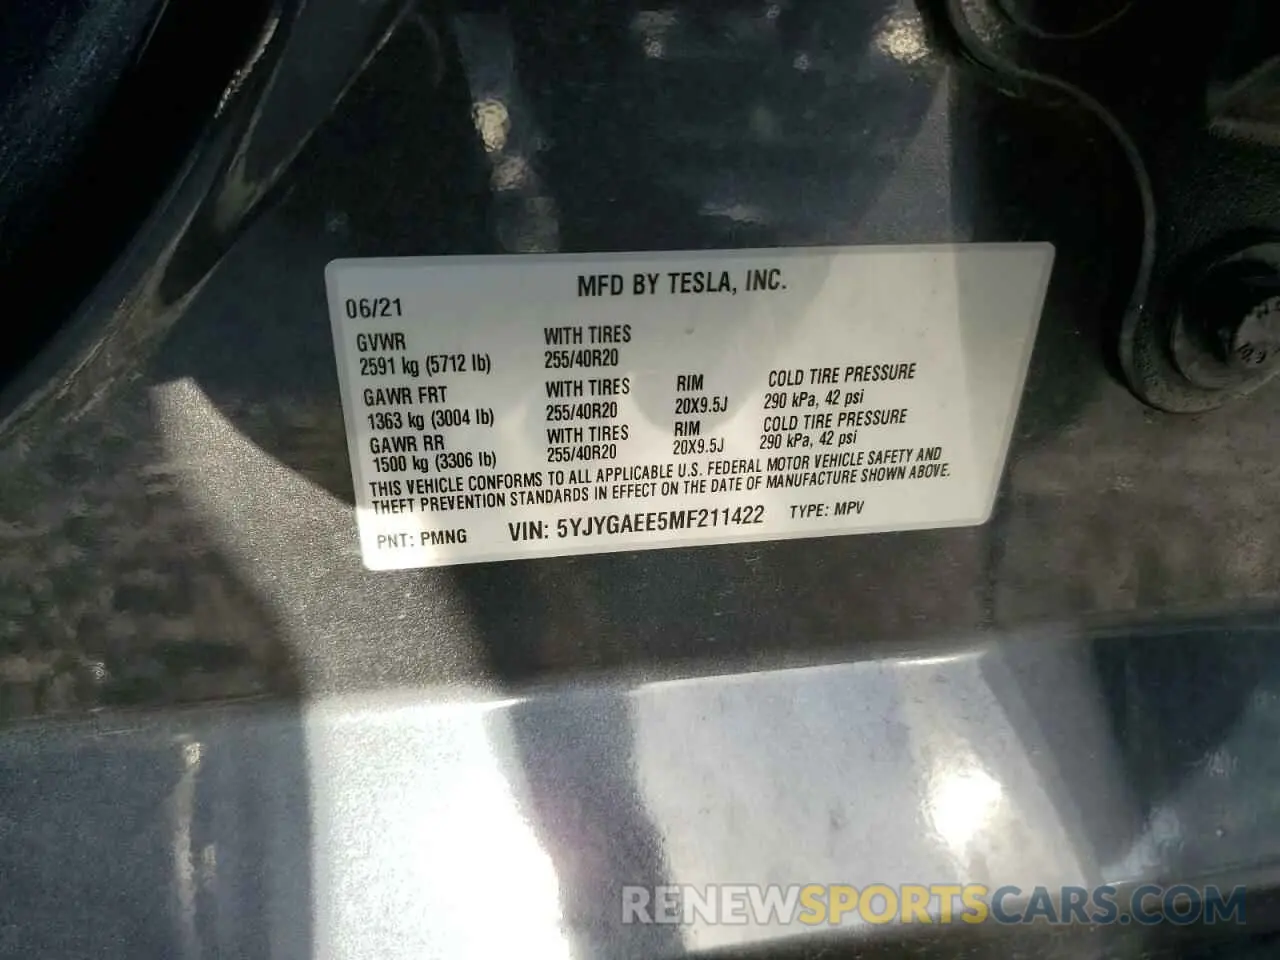 MFD BY TESLA, INC.
06/21
GVWR WITH TIRES
2591 kg (5712 lb) 255/40R20
GAWR FRT WITH TIRES RIM COLD TIRE PRESSURE
1363 kg (3004 lb) 255/40R20 20X9.5J 290 kPa, 42 psi
GAWR RR WITH TIRES RIM COLD TIRE PRESSURE
1500 kg (3306 lb) 255/40R20 20X9.5J 290 kPa, 42 psi
THIS VEHICLE CONFORMS TO ALL APPLICABLE U.S. FEDERAL MOTOR VEHICLE SAFETY AND
THEFT PREVENTION STANDARDS IN EFFECT ON THE DATE OF MANUFACTURE SHOWN ABOVE.
PNT: PMNG VIN: 5YJYGAEE5MF211422 TYPE: MPV
RENEWSPORTSCARS.COM